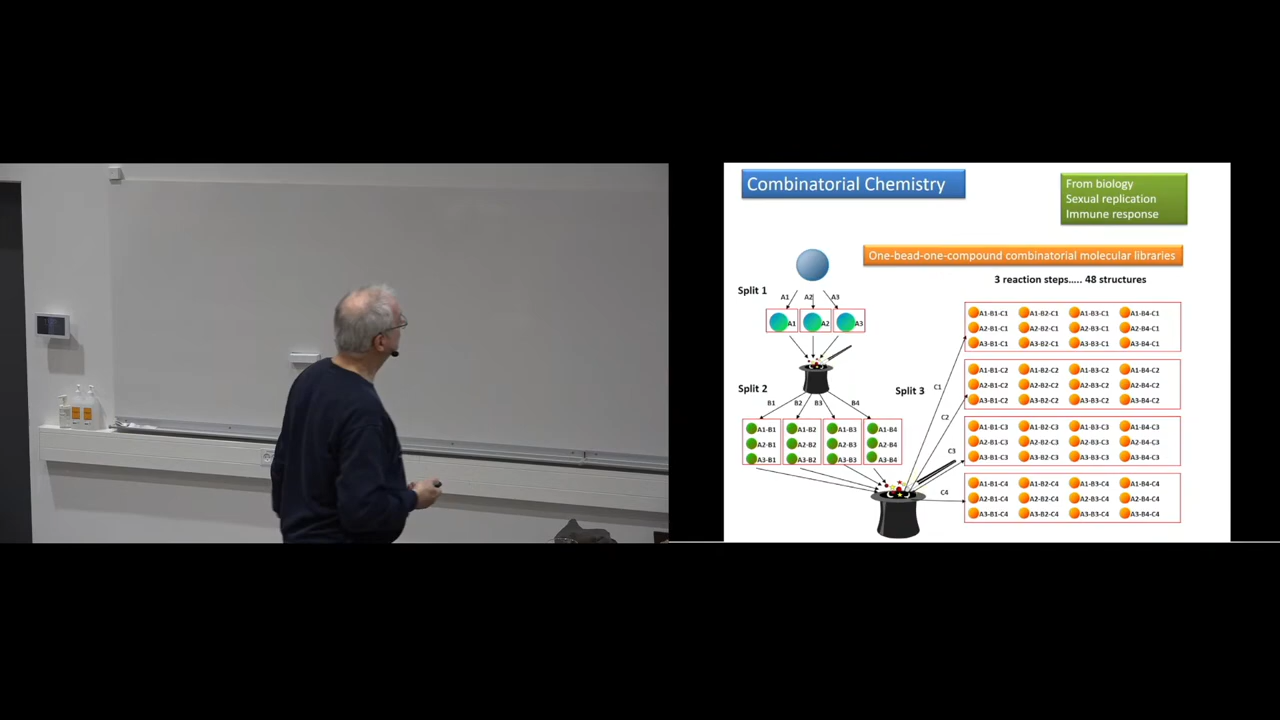 Combinatorial Chemistry
From biology
Sexual replication
Immune response
One-bead-one-compound combinatorial molecular libraries
3 reaction steps..... 48 structures
Split 1
A1 A2 A3
A1 A2 A3
Split 2
B1 B2 B3 B4
A1-B1 A1-B2 A1-B3 A1-B4
A2-B1 A2-B2 A2-B3 A2-B4
A3-B1 A3-B2 A3-B3 A3-B4
Split 3
C1
C2
C3
C4
A1-B1-C1 A1-B2-C1 A1-B3-C1 A1-B4-C1
A2-B1-C1 A2-B2-C1 A2-B3-C1 A2-B4-C1
A3-B1-C1 A3-B2-C1 A3-B3-C1 A3-B4-C1
A1-B1-C2 A1-B2-C2 A1-B3-C2 A1-B4-C2
A2-B1-C2 A2-B2-C2 A2-B3-C2 A2-B4-C2
A3-B1-C2 A3-B2-C2 A3-B3-C2 A3-B4-C2
A1-B1-C3 A1-B2-C3 A1-B3-C3 A1-B4-C3
A2-B1-C3 A2-B2-C3 A2-B3-C3 A2-B4-C3
A3-B1-C3 A3-B2-C3 A3-B3-C3 A3-B4-C3
A1-B1-C4 A1-B2-C4 A1-B3-C4 A1-B4-C4
A2-B1-C4 A2-B2-C4 A2-B3-C4 A2-B4-C4
A3-B1-C4 A3-B2-C4 A3-B3-C4 A3-B4-C4